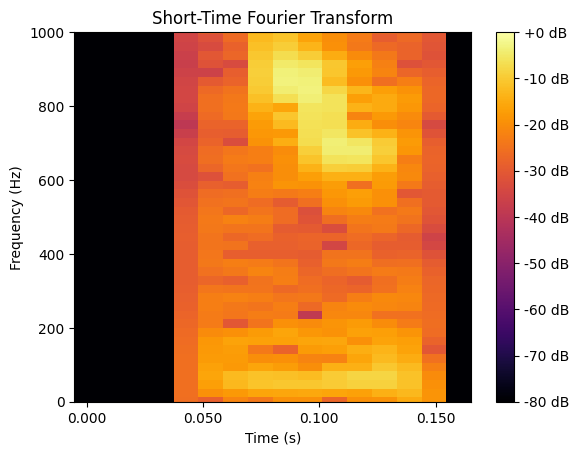 Short-Time Fourier Transform
1000
800
600
400
200
0
Frequency (Hz)
0.000
0.050
0.100
0.150
Time (s)
+0 dB
-10 dB
-20 dB
-30 dB
-40 dB
-50 dB
-60 dB
-70 dB
-80 dB